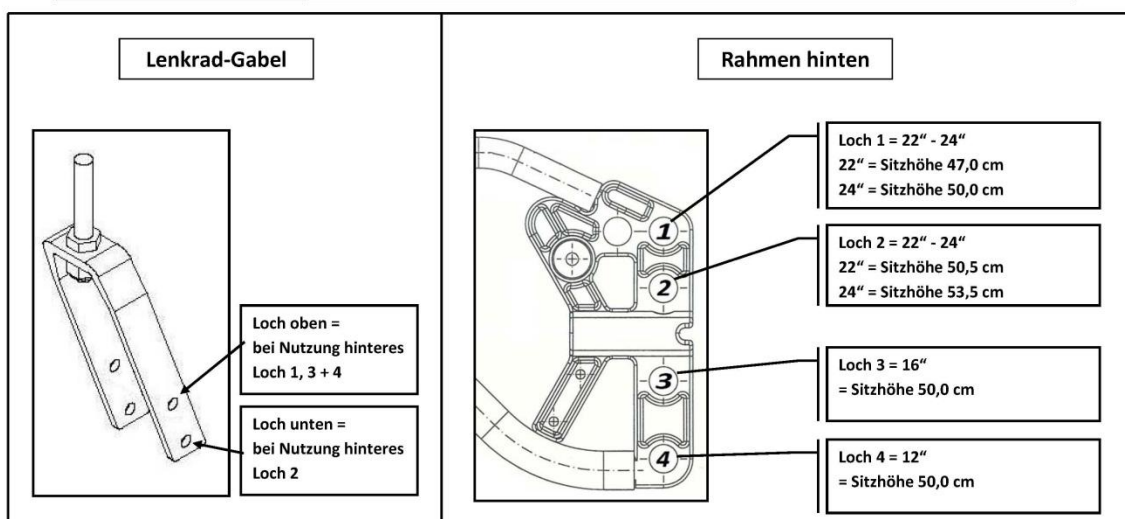 Lenkrad-Gabel
Loch oben =
bei Nutzung hinteres
Loch 1, 3 + 4
Loch unten =
bei Nutzung hinteres
Loch 2
Rahmen hinten
1
2
3
4
Loch 1 = 22“ - 24“
22“ = Sitzhöhe 47,0 cm
24“ = Sitzhöhe 50,0 cm
Loch 2 = 22“ - 24“
22“ = Sitzhöhe 50,5 cm
24“ = Sitzhöhe 53,5 cm
Loch 3 = 16“
= Sitzhöhe 50,0 cm
Loch 4 = 12“
= Sitzhöhe 50,0 cm